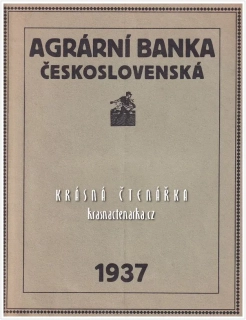 AGRÁRNÍ BANKA
ČESKOSLOVENSKÁ
KRÁSNÁ ČTENÁŘKA
krasnactenarka.cz
1937